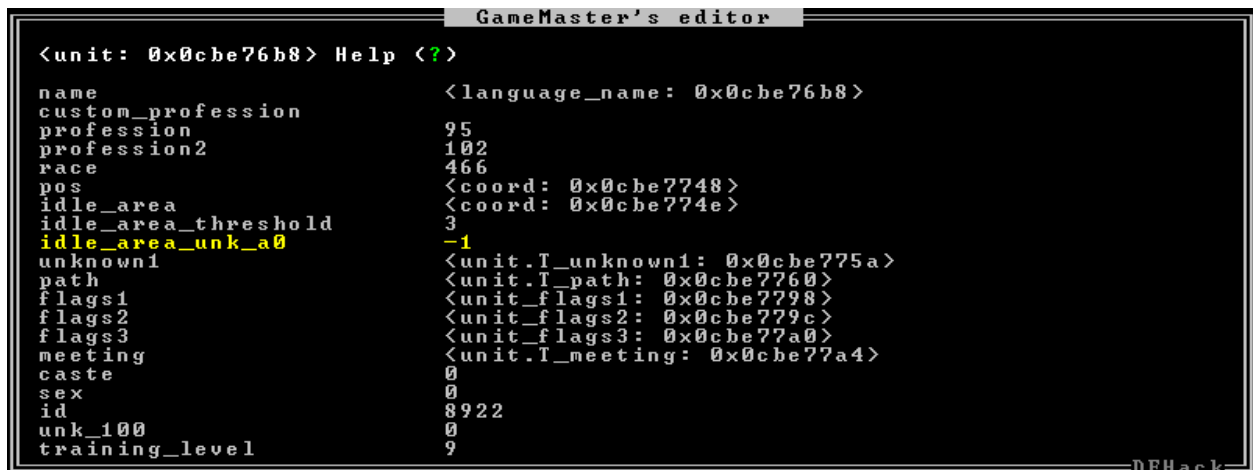 GameMaster's editor
<unit: 0x0cbe76b8> Help (?)
name <language_name: 0x0cbe76b8>
custom_profession
profession 95
profession2 102
race 466
pos <coord: 0x0cbe7748>
idle_area <coord: 0x0cbe774e>
idle_area_threshold 3
idle_area_unk_a0 -1
unknown1 <unit.T_unknown1: 0x0cbe775a>
path <unit.T_path: 0x0cbe7760>
flags1 <unit_flags1: 0x0cbe7798>
flags2 <unit_flags2: 0x0cbe779c>
flags3 <unit_flags3: 0x0cbe77a0>
meeting <unit.T_meeting: 0x0cbe77a4>
caste 0
sex 0
id 8922
unk_100 0
training_level 9
DFHack